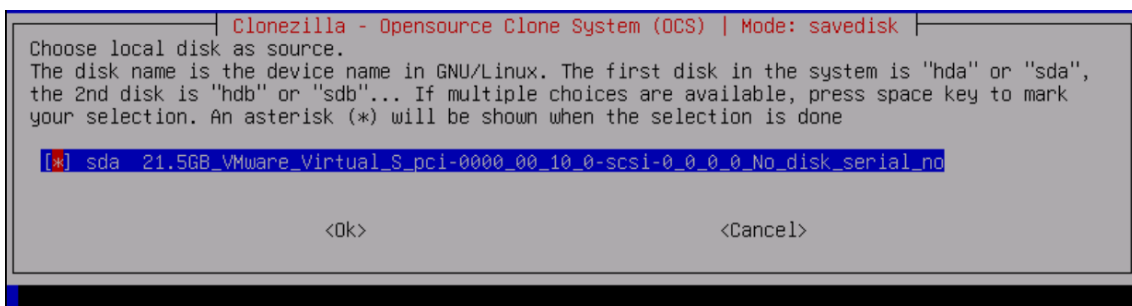 Clonezilla - Opensource Clone System (OCS) | Mode: savedisk
Choose local disk as source.
The disk name is the device name in GNU/Linux. The first disk in the system is "hda" or "sda",
the 2nd disk is "hdb" or "sdb"... If multiple choices are available, press space key to mark
your selection. An asterisk (*) will be shown when the selection is done
[*] sda 21.5GB_VMware_Virtual_S_pci-0000_00_10_0-scsi-0_0_0_0_No_disk_serial_no
<Ok> <Cancel>